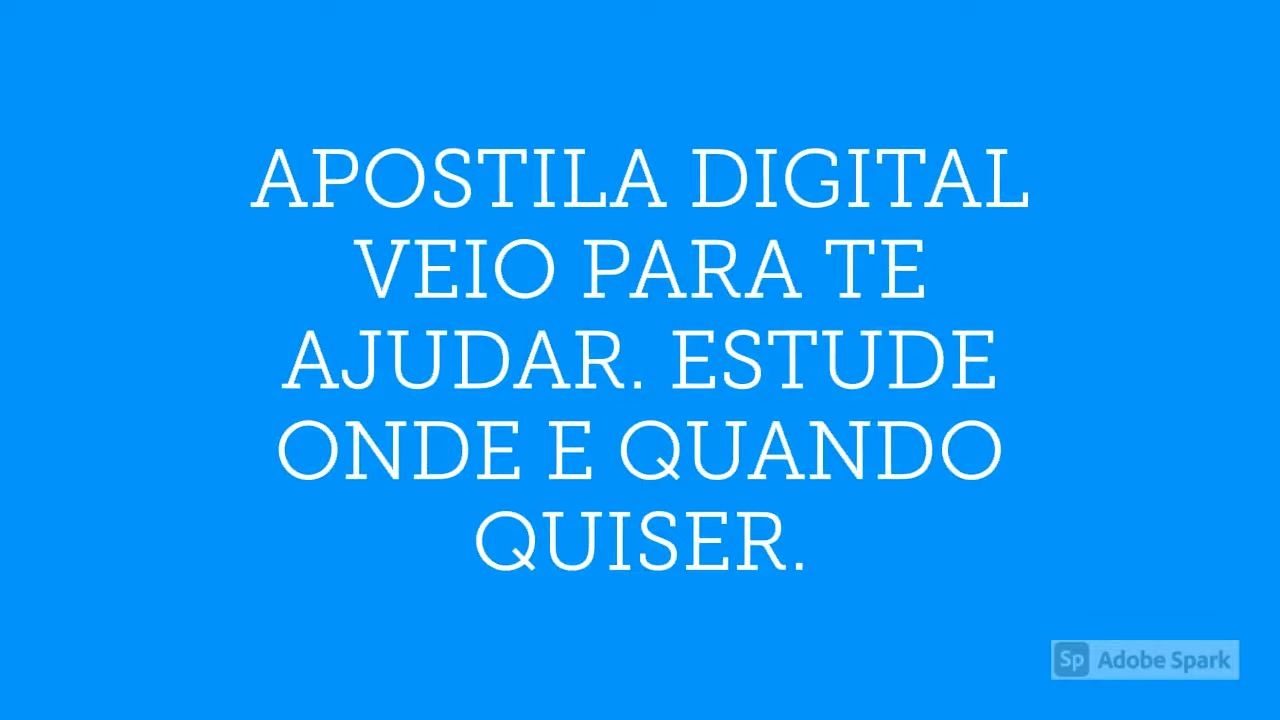 APOSTILA DIGITAL
VEIO PARA TE
AJUDAR. ESTUDE
ONDE E QUANDO
QUISER.
Sp Adobe Spark